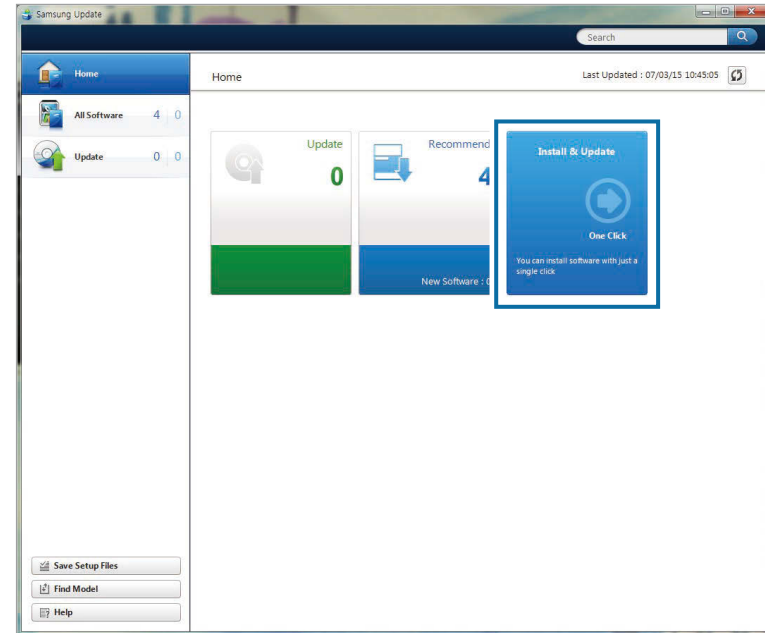 Samsung Update
Search
Home
All Software 4 0
Update 0 0
Home
Last Updated : 07/03/15 10:45:05
Update
0
Recommend
4
New Software :
Install & Update
One Click
You can install software with just a
single click
Save Setup Files
Find Model
Help